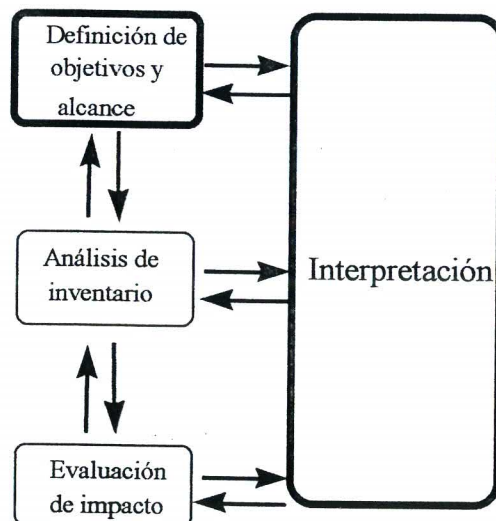 Definición de
objetivos y
alcance
Análisis de
inventario
Interpretación
Evaluación
de impacto